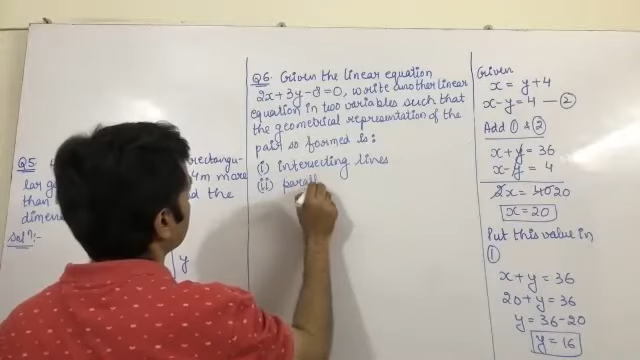 Q5
rectangu-
lar
4m more
than
the
dimen
Solⁿ:-
y
Q6. Given the linear equation
2x+3y-8=0, write another linear
equation in two variables such that
the geometrical representation of the
pair so formed is:
(i) intersecting lines
(ii) parall
Given
x = y+4
x-y=4 — ②
Add ① & ②
x+y = 36
x-y = 4
2x = 40 20
x = 20
Put this value in
①
x+y = 36
20+y = 36
y = 36-20
y = 16